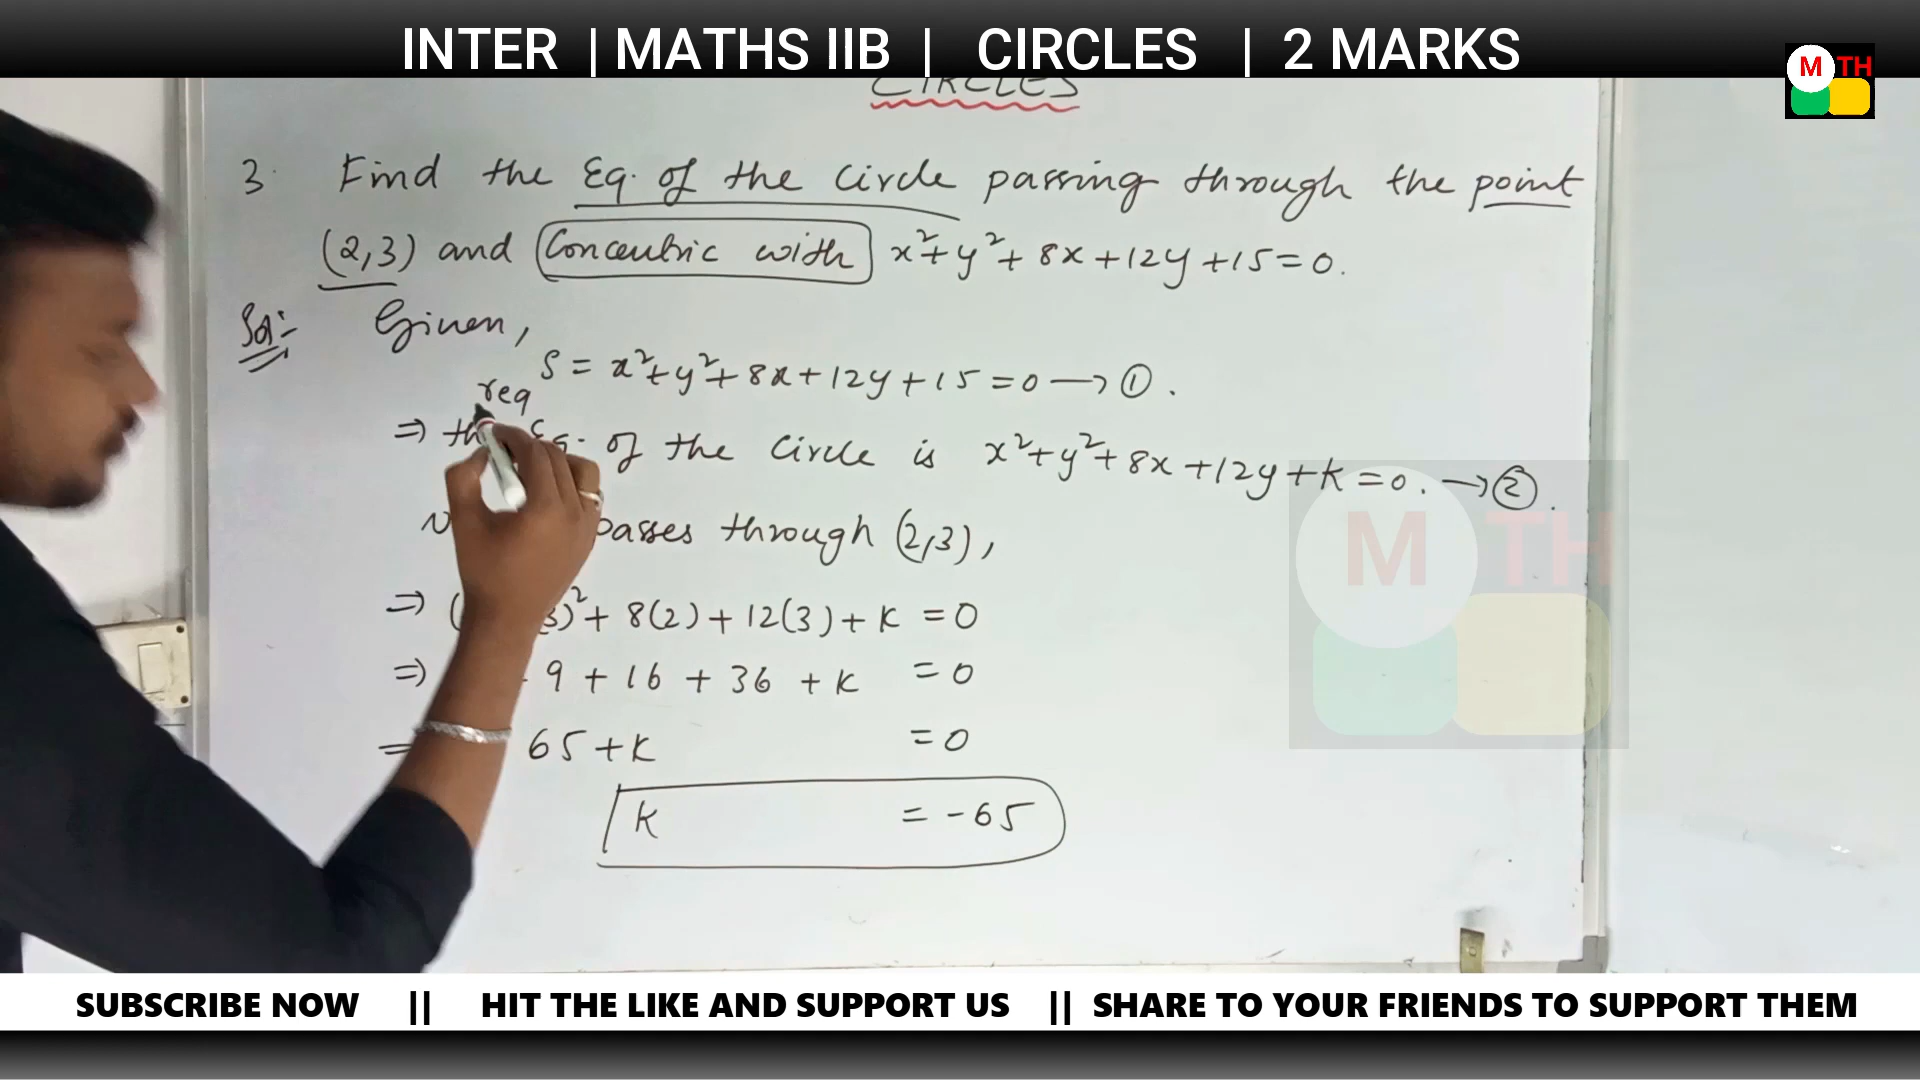 INTER | MATHS IIB | CIRCLES | 2 MARKS
M TH
CIRCLES
3. Find the Eq. of the circle passing through the point
(2,3) and Concentric with x²+y²+8x+12y+15=0.
Sol:- Given,
S = x²+y²+8x+12y+15=0 → ①.
req
⇒ the Eq. of the circle is x²+y²+8x+12y+k=0. → ②.
passes through (2,3),
⇒ ( 3)²+ 8(2)+12(3)+k =0
⇒ 9 + 16 + 36 + k =0
65+k =0
k = -65
M TH
SUBSCRIBE NOW || HIT THE LIKE AND SUPPORT US || SHARE TO YOUR FRIENDS TO SUPPORT THEM